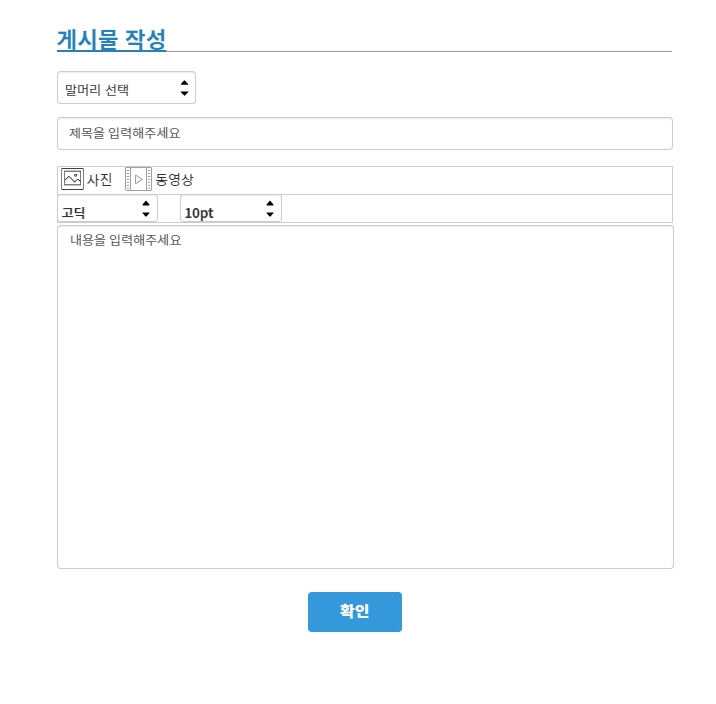 게시물 작성
말머리 선택
제목을 입력해주세요
사진 동영상
고딕 10pt
내용을 입력해주세요
확인